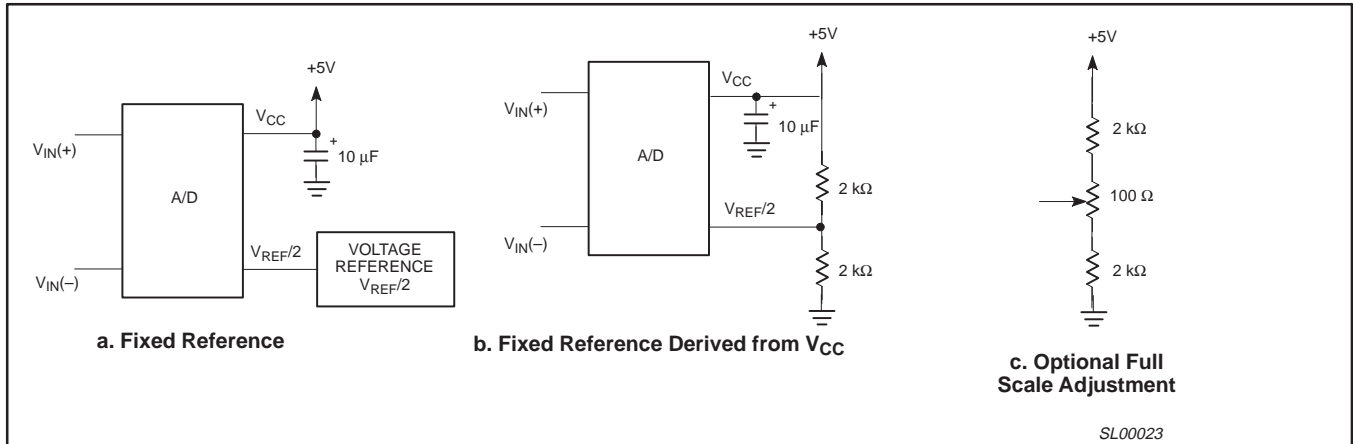 +5V
VCC
+
10 μF
VIN(+)
A/D
VIN(–)
VREF/2
VOLTAGE
REFERENCE
VREF/2
a. Fixed Reference
+5V
VCC
+
10 μF
VIN(+)
A/D
2 kΩ
VREF/2
VIN(–)
2 kΩ
b. Fixed Reference Derived from VCC
+5V
2 kΩ
100 Ω
2 kΩ
c. Optional Full
Scale Adjustment
SL00023